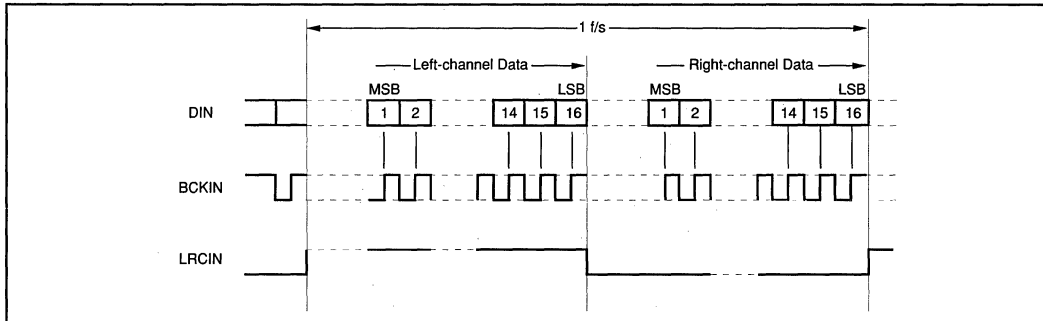 1 f/s
Left-channel Data Right-channel Data
MSB LSB MSB LSB
DIN 1 2 14 15 16 1 2 14 15 16
BCKIN
LRCIN